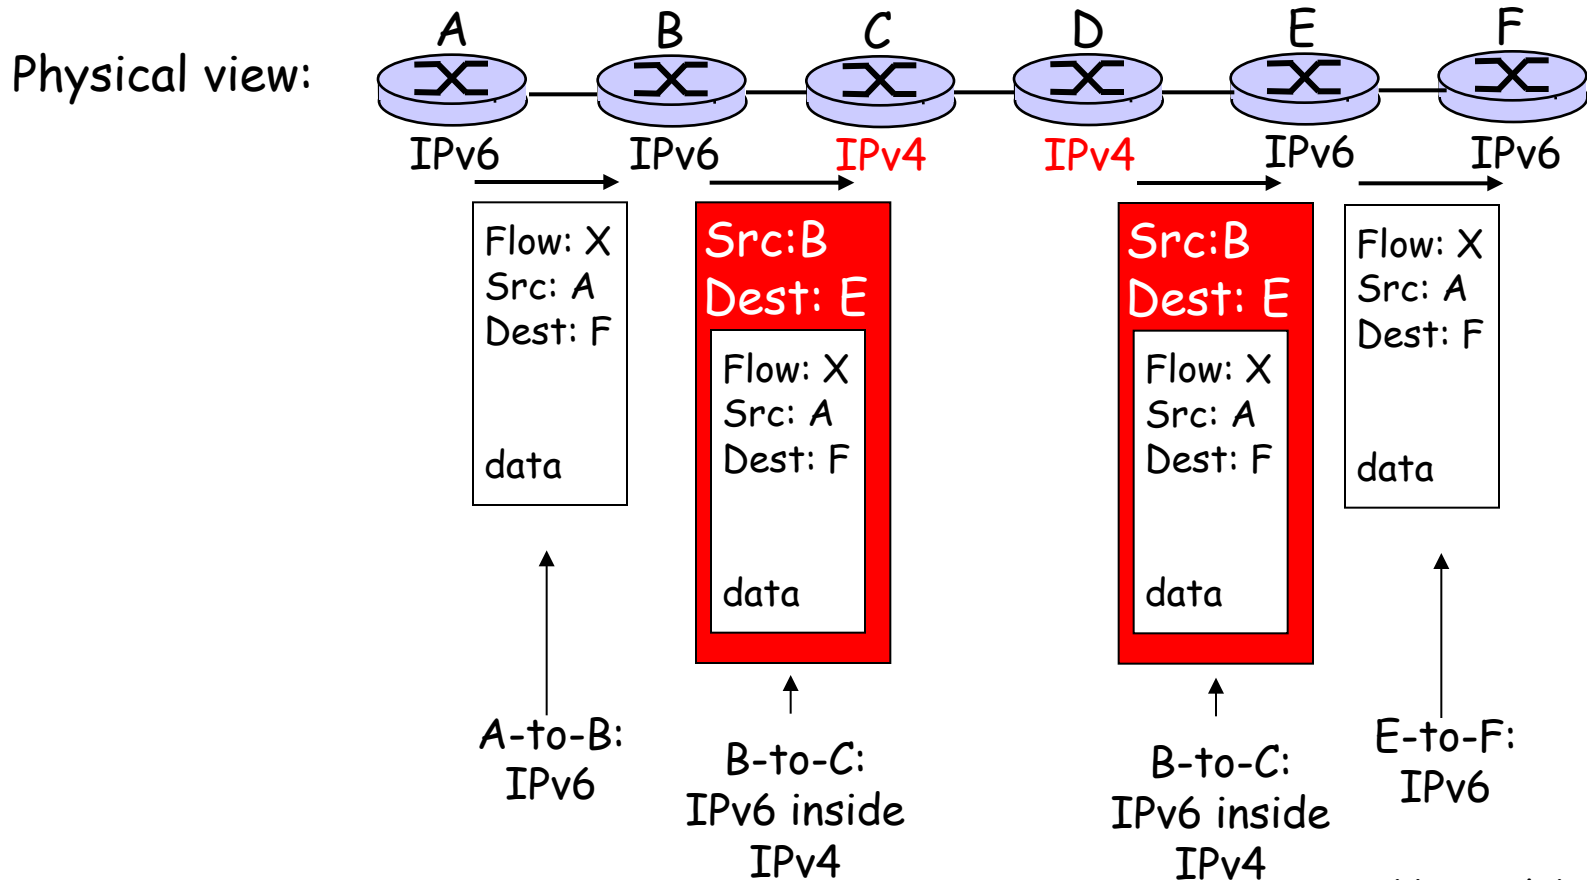 A B C D E F
Physical view:
IPv6 IPv6 IPv4 IPv4 IPv6 IPv6
Flow: X
Src: A
Dest: F
data
Src:B
Dest: E
Flow: X
Src: A
Dest: F
data
Src:B
Dest: E
Flow: X
Src: A
Dest: F
data
Flow: X
Src: A
Dest: F
data
A-to-B:
IPv6
B-to-C:
IPv6 inside
IPv4
B-to-C:
IPv6 inside
IPv4
E-to-F:
IPv6